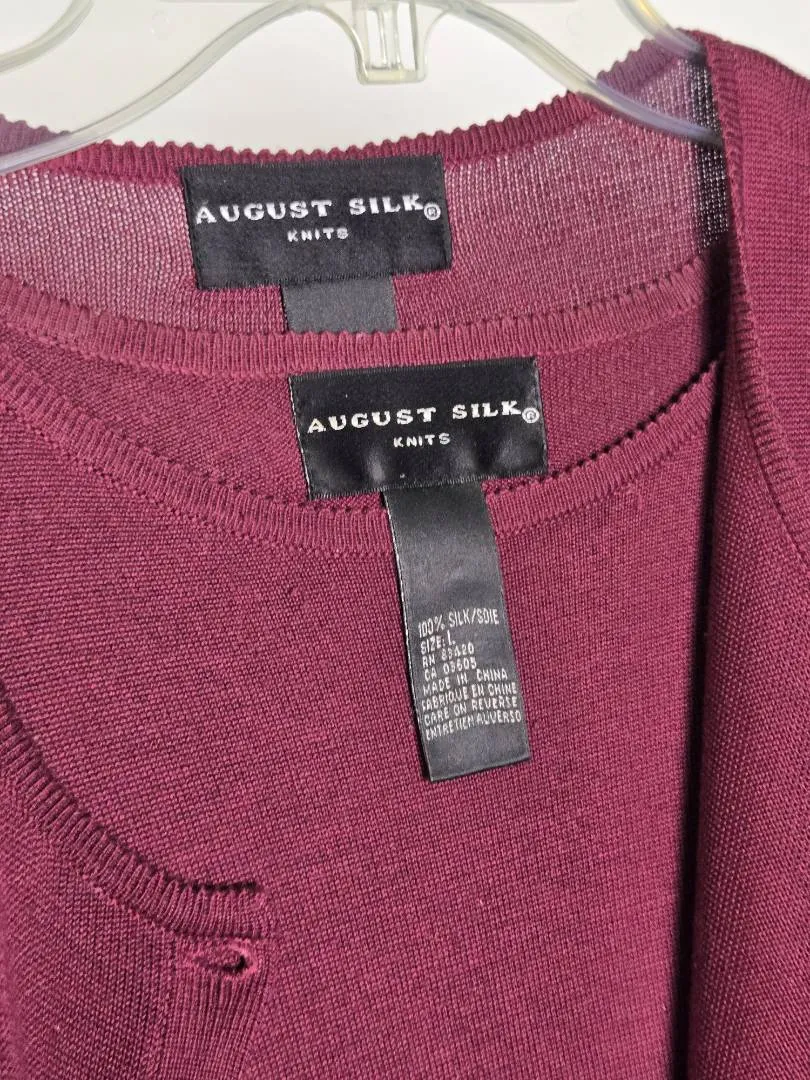 AUGUST SILK®
KNITS
AUGUST SILK®
KNITS
100% SILK/SOIE
SIZE: L
RN 83420
CA 03605
MADE IN CHINA
FABRIQUE EN CHINE
CARE ON REVERSE
ENTRETIEN AU VERSO